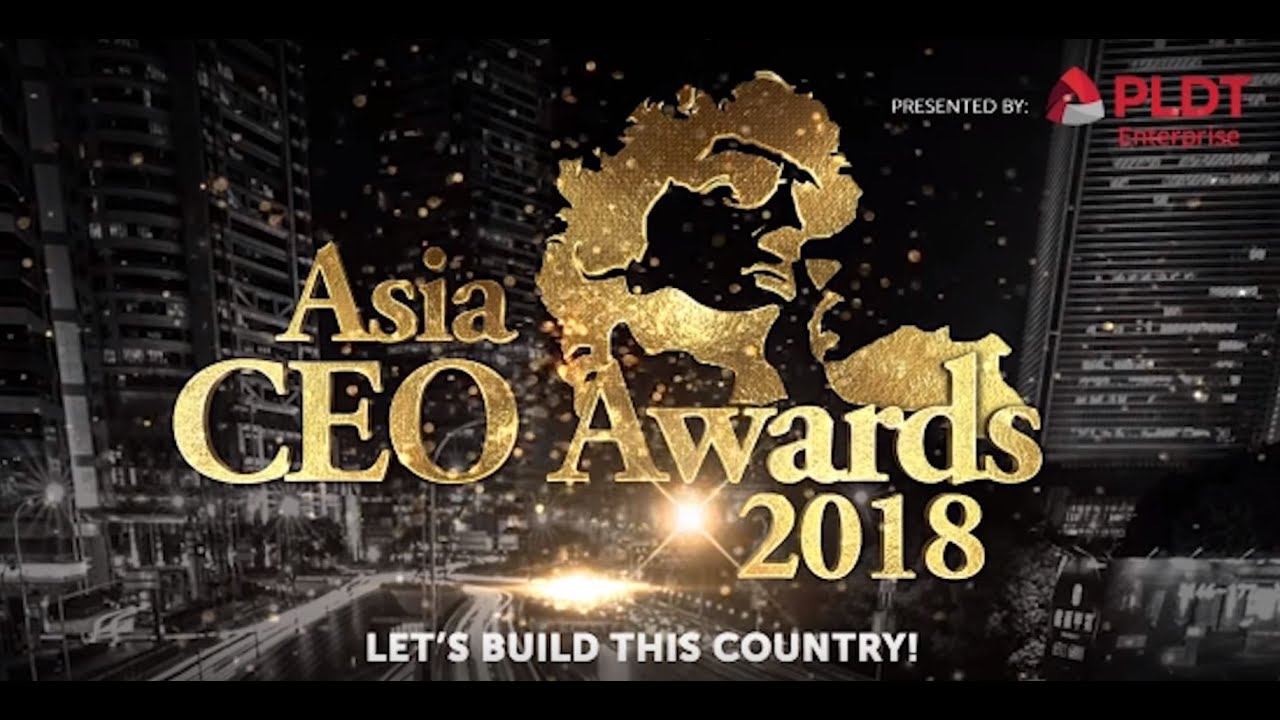 PRESENTED BY:
PLDT
Enterprise
Asia
CEO Awards
2018
LET'S BUILD THIS COUNTRY!